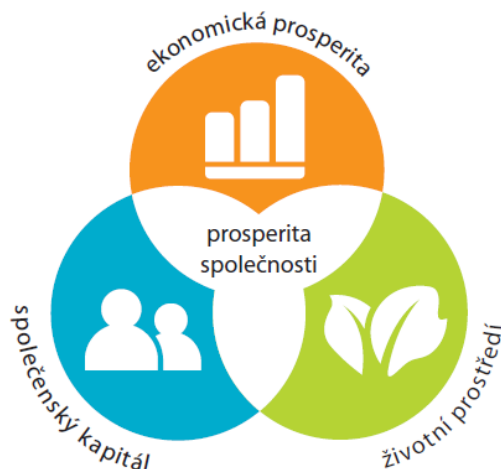 ekonomická prosperita
prosperita
společnosti
společenský kapitál
životní prostředí